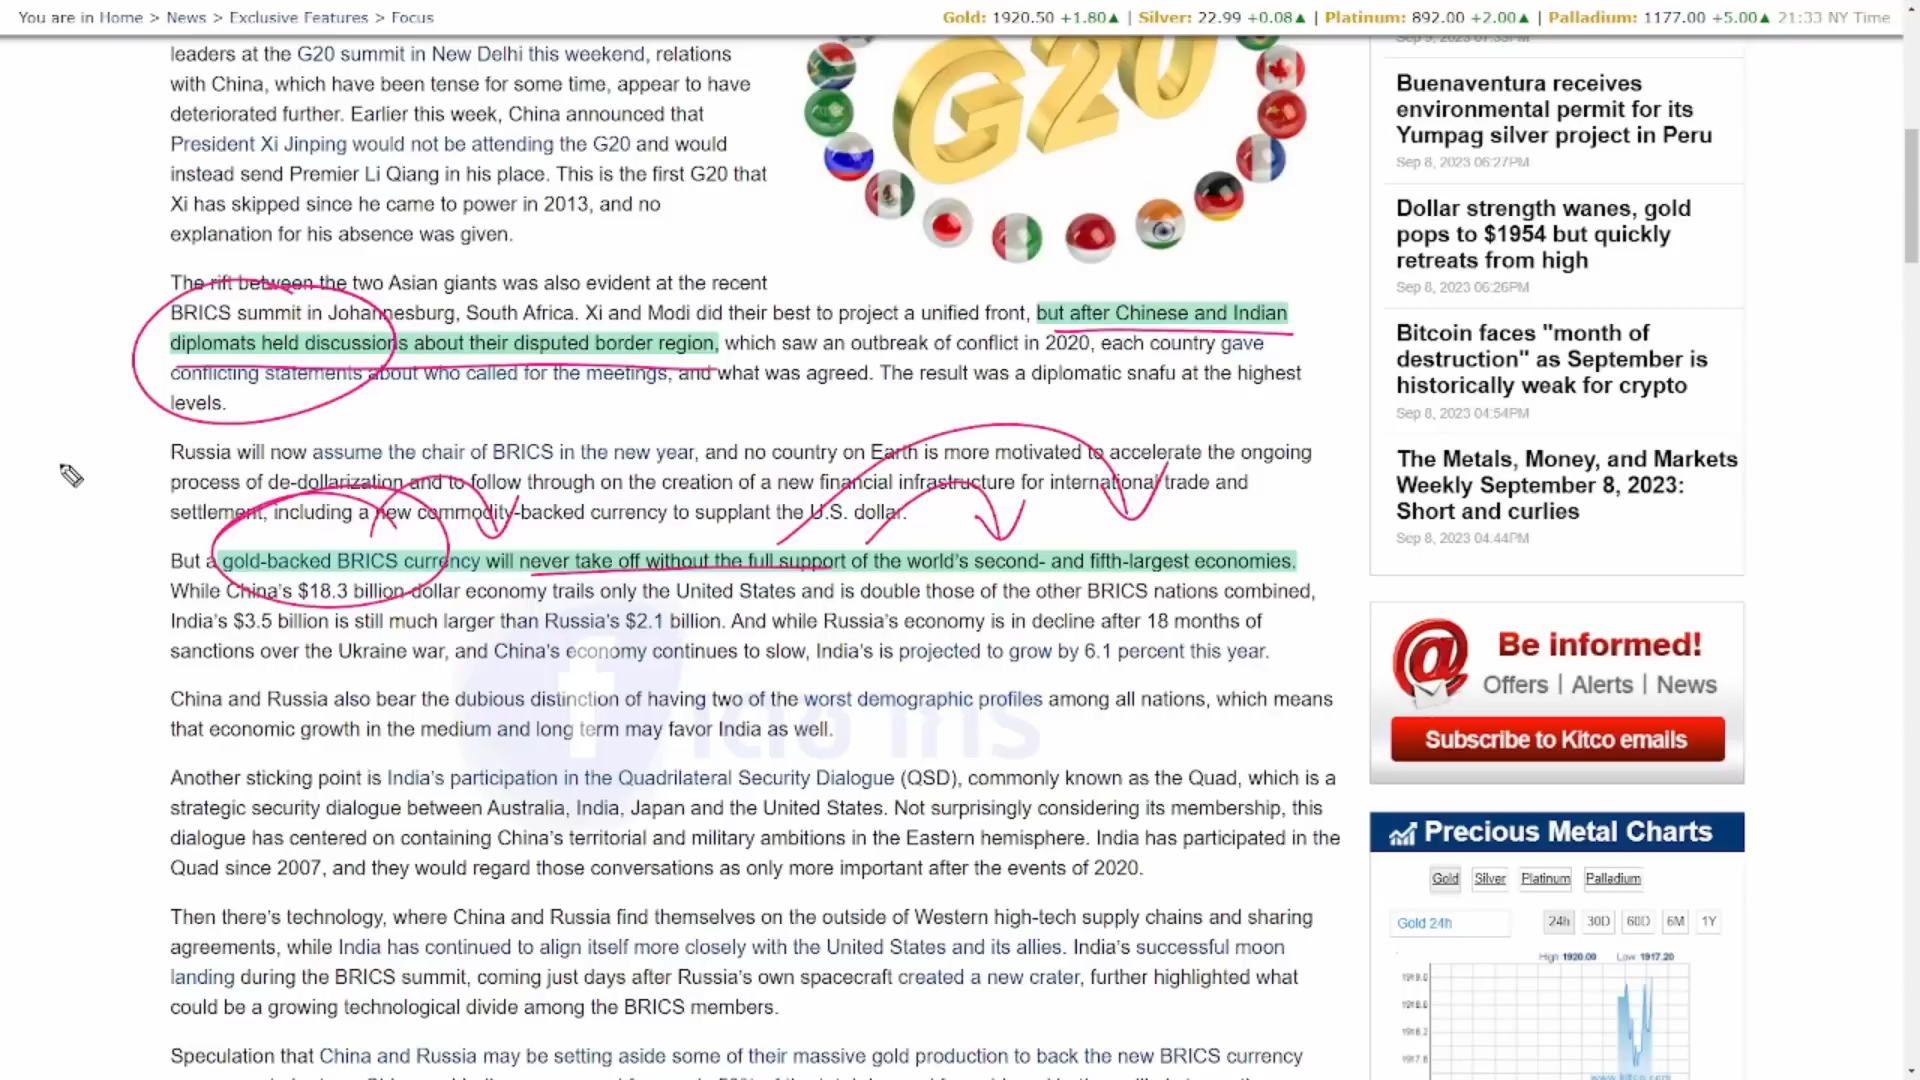 You are in Home > News > Exclusive Features > Focus
Gold: 1920.50 +1.80▲ | Silver: 22.99 +0.08▲ | Platinum: 892.00 +2.00▲ | Palladium: 1177.00 +5.00▲ 21:33 NY Time
leaders at the G20 summit in New Delhi this weekend, relations
with China, which have been tense for some time, appear to have
deteriorated further. Earlier this week, China announced that
President Xi Jinping would not be attending the G20 and would
instead send Premier Li Qiang in his place. This is the first G20 that
Xi has skipped since he came to power in 2013, and no
explanation for his absence was given.
G20
The rift between the two Asian giants was also evident at the recent
BRICS summit in Johannesburg, South Africa. Xi and Modi did their best to project a unified front, but after Chinese and Indian
diplomats held discussions about their disputed border region, which saw an outbreak of conflict in 2020, each country gave
conflicting statements about who called for the meetings, and what was agreed. The result was a diplomatic snafu at the highest
levels.
Russia will now assume the chair of BRICS in the new year, and no country on Earth is more motivated to accelerate the ongoing
process of de-dollarization and to follow through on the creation of a new financial infrastructure for international trade and
settlement, including a new commodity-backed currency to supplant the U.S. dollar.
But a gold-backed BRICS currency will never take off without the full support of the world's second- and fifth-largest economies.
While China's $18.3 billion-dollar economy trails only the United States and is double those of the other BRICS nations combined,
India's $3.5 billion is still much larger than Russia's $2.1 billion. And while Russia's economy is in decline after 18 months of
sanctions over the Ukraine war, and China's economy continues to slow, India's is projected to grow by 6.1 percent this year.
China and Russia also bear the dubious distinction of having two of the worst demographic profiles among all nations, which means
that economic growth in the medium and long term may favor India as well.
Another sticking point is India's participation in the Quadrilateral Security Dialogue (QSD), commonly known as the Quad, which is a
strategic security dialogue between Australia, India, Japan and the United States. Not surprisingly considering its membership, this
dialogue has centered on containing China's territorial and military ambitions in the Eastern hemisphere. India has participated in the
Quad since 2007, and they would regard those conversations as only more important after the events of 2020.
Then there's technology, where China and Russia find themselves on the outside of Western high-tech supply chains and sharing
agreements, while India has continued to align itself more closely with the United States and its allies. India's successful moon
landing during the BRICS summit, coming just days after Russia's own spacecraft created a new crater, further highlighted what
could be a growing technological divide among the BRICS members.
Speculation that China and Russia may be setting aside some of their massive gold production to back the new BRICS currency
Buenaventura receives
environmental permit for its
Yumpag silver project in Peru
Sep 8, 2023 06:27PM
Dollar strength wanes, gold
pops to $1954 but quickly
retreats from high
Sep 8, 2023 06:26PM
Bitcoin faces "month of
destruction" as September is
historically weak for crypto
Sep 8, 2023 04:54PM
The Metals, Money, and Markets
Weekly September 8, 2023:
Short and curlies
Sep 8, 2023 04:44PM
@ Be informed!
Offers | Alerts | News
Subscribe to Kitco emails
Precious Metal Charts
Gold Silver Platinum Palladium
Gold 24h 24h 30D 60D 6M 1Y
High 1920.00 Low 1917.20
www.kitco.com